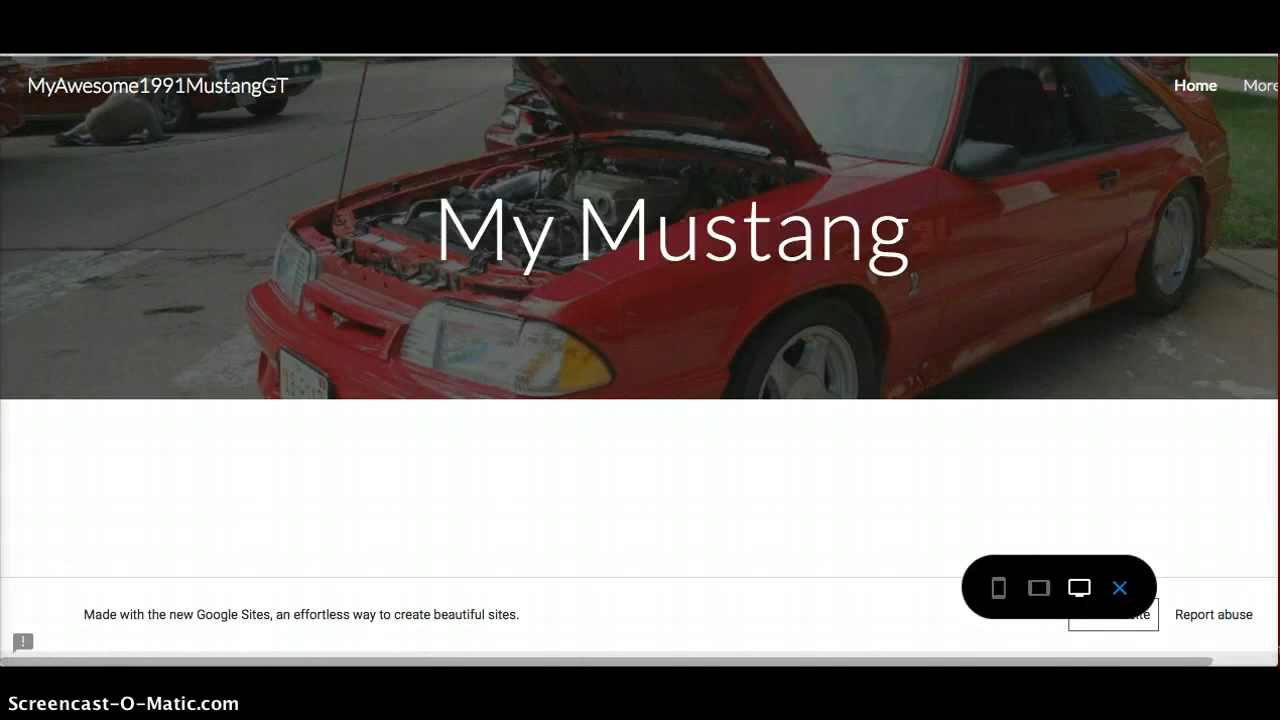 MyAwesome1991MustangGT
Home
More
My Mustang
Made with the new Google Sites, an effortless way to create beautiful sites.
Report abuse
Screencast-O-Matic.com